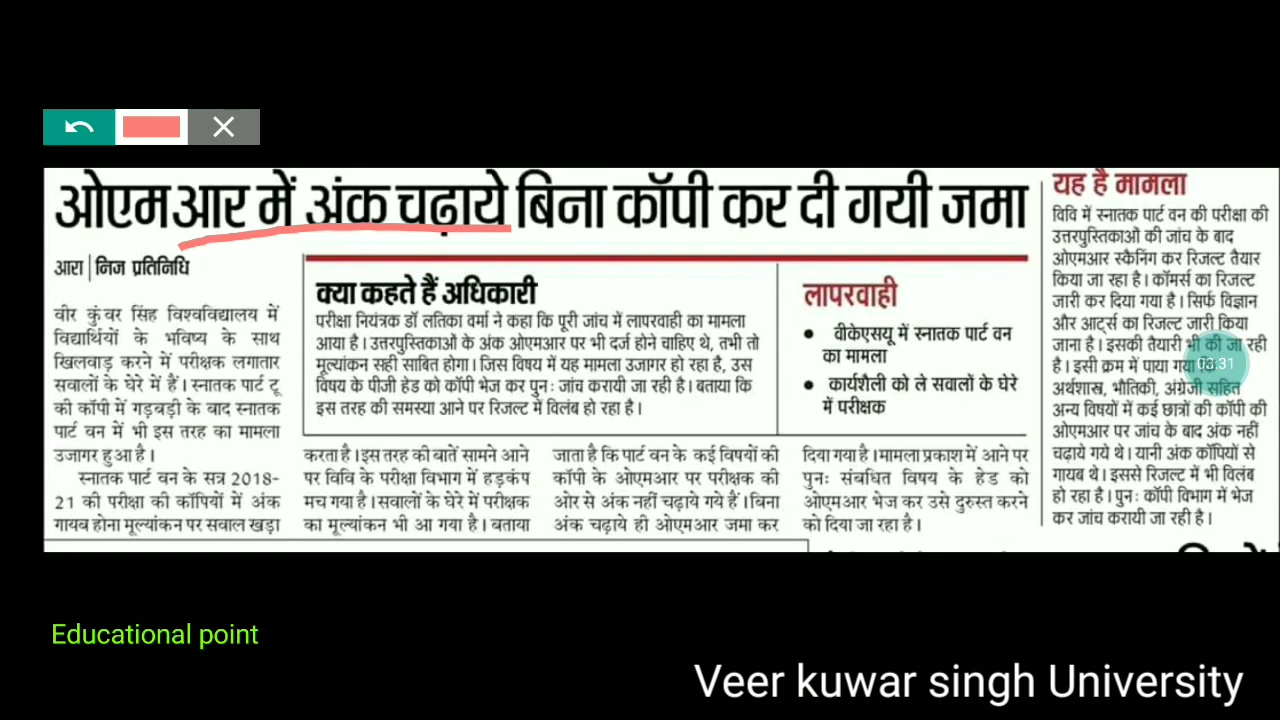 ओएमआर में अंक चढ़ाये बिना कॉपी कर दी गयी जमा
आरा | निज प्रतिनिधि
वीर कुंवर सिंह विश्वविद्यालय में
विद्यार्थियों के भविष्य के साथ
खिलवाड़ करने में परीक्षक लगातार
सवालों के घेरे में हैं। स्नातक पार्ट टू
की कॉपी में गड़बड़ी के बाद स्नातक
पार्ट वन में भी इस तरह का मामला
उजागर हुआ है।
स्नातक पार्ट वन के सत्र 2018-
21 की परीक्षा की कॉपियों में अंक
गायब होना मूल्यांकन पर सवाल खड़ा
क्या कहते हैं अधिकारी
परीक्षा नियंत्रक डॉ लतिका वर्मा ने कहा कि पूरी जांच में लापरवाही का मामला
आया है। उत्तरपुस्तिकाओं के अंक ओएमआर पर भी दर्ज होने चाहिए थे, तभी तो
मूल्यांकन सही साबित होगा। जिस विषय में यह मामला उजागर हो रहा है, उस
विषय के पीजी हेड को कॉपी भेज कर पुनः जांच करायी जा रही है। बताया कि
इस तरह की समस्या आने पर रिजल्ट में विलंब हो रहा है।
लापरवाही
● वीकेएसयू में स्नातक पार्ट वन
का मामला
● कार्यशैली को ले सवालों के घेरे
में परीक्षक
करता है। इस तरह की बातें सामने आने
पर विवि के परीक्षा विभाग में हड़कंप
मच गया है। सवालों के घेरे में परीक्षक
का मूल्यांकन भी आ गया है। बताया
जाता है कि पार्ट वन के कई विषयों की
कॉपी के ओएमआर पर परीक्षक की
ओर से अंक नहीं चढ़ाये गये हैं। बिना
अंक चढ़ाये ही ओएमआर जमा कर
दिया गया है। मामला प्रकाश में आने पर
पुनः संबधित विषय के हेड को
ओएमआर भेज कर उसे दुरुस्त करने
को दिया जा रहा है।
यह है मामला
विवि में स्नातक पार्ट वन की परीक्षा की
उत्तरपुस्तिकाओं की जांच के बाद
ओएमआर स्कैनिंग कर रिजल्ट तैयार
किया जा रहा है। कॉमर्स का रिजल्ट
जारी कर दिया गया है। सिर्फ विज्ञान
और आर्ट्स का रिजल्ट जारी किया
जाना है। इसकी तैयारी भी की जा रही
है। इसी क्रम में पाया गया कि
अर्थशास्त्र, भौतिकी, अंग्रेजी सहित
अन्य विषयों में कई छात्रों की कॉपी की
ओएमआर पर जांच के बाद अंक नहीं
चढ़ाये गये थे। यानी अंक कॉपियों से
गायब थे। इससे रिजल्ट में भी विलंब
हो रहा है। पुनः कॉपी विभाग में भेज
कर जांच करायी जा रही है।
03:31
Educational point
Veer kuwar singh University